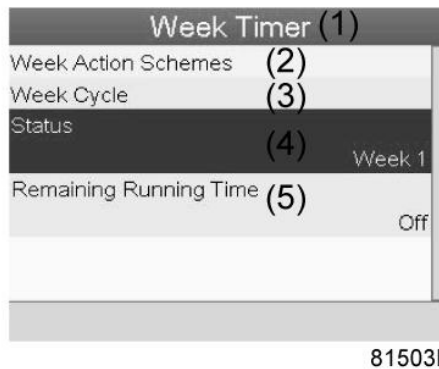 Week Timer (1)
Week Action Schemes (2)
Week Cycle (3)
Status
(4)
Week 1
Remaining Running Time (5)
Off